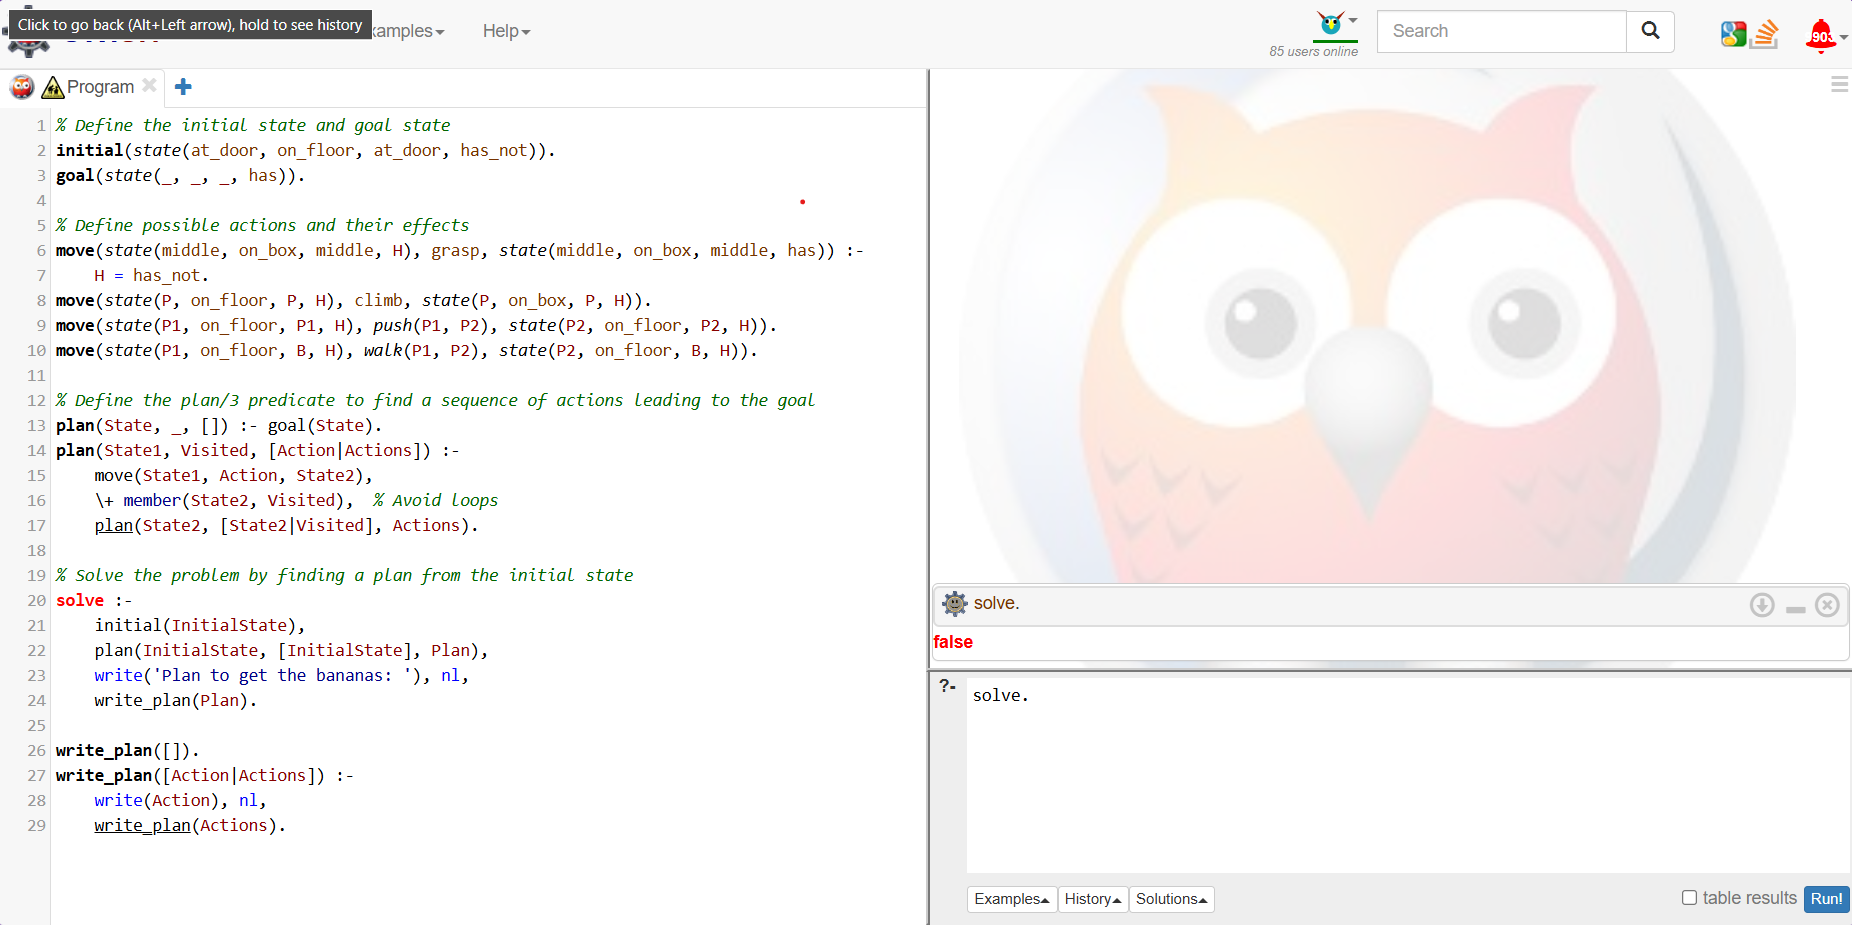 Click to go back (Alt+Left arrow), hold to see history
xamples
Help
85 users online
Search
903
Program
1 % Define the initial state and goal state
2 initial(state(at_door, on_floor, at_door, has_not)).
3 goal(state(_, _, _, has)).
4
5 % Define possible actions and their effects
6 move(state(middle, on_box, middle, H), grasp, state(middle, on_box, middle, has)) :-
7     H = has_not.
8 move(state(P, on_floor, P, H), climb, state(P, on_box, P, H)).
9 move(state(P1, on_floor, P1, H), push(P1, P2), state(P2, on_floor, P2, H)).
10 move(state(P1, on_floor, B, H), walk(P1, P2), state(P2, on_floor, B, H)).
11
12 % Define the plan/3 predicate to find a sequence of actions leading to the goal
13 plan(State, _, []) :- goal(State).
14 plan(State1, Visited, [Action|Actions]) :-
15     move(State1, Action, State2),
16     \+ member(State2, Visited),  % Avoid loops
17     plan(State2, [State2|Visited], Actions).
18
19 % Solve the problem by finding a plan from the initial state
20 solve :-
21     initial(InitialState),
22     plan(InitialState, [InitialState], Plan),
23     write('Plan to get the bananas: '), nl,
24     write_plan(Plan).
25
26 write_plan([]).
27 write_plan([Action|Actions]) :-
28     write(Action), nl,
29     write_plan(Actions).
solve.
false
?- solve.
Examples History Solutions
table results Run!